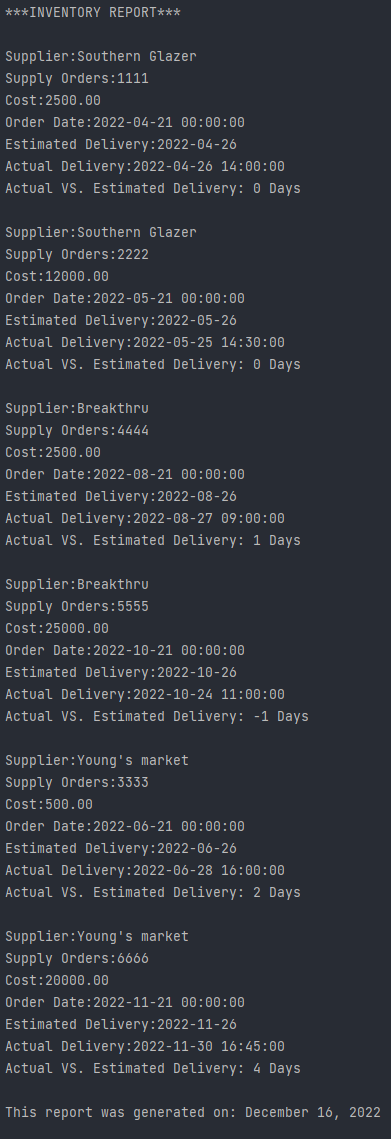 ***INVENTORY REPORT***
Supplier:Southern Glazer
Supply Orders:1111
Cost:2500.00
Order Date:2022-04-21 00:00:00
Estimated Delivery:2022-04-26
Actual Delivery:2022-04-26 14:00:00
Actual VS. Estimated Delivery: 0 Days
Supplier:Southern Glazer
Supply Orders:2222
Cost:12000.00
Order Date:2022-05-21 00:00:00
Estimated Delivery:2022-05-26
Actual Delivery:2022-05-25 14:30:00
Actual VS. Estimated Delivery: 0 Days
Supplier:Breakthru
Supply Orders:4444
Cost:2500.00
Order Date:2022-08-21 00:00:00
Estimated Delivery:2022-08-26
Actual Delivery:2022-08-27 09:00:00
Actual VS. Estimated Delivery: 1 Days
Supplier:Breakthru
Supply Orders:5555
Cost:25000.00
Order Date:2022-10-21 00:00:00
Estimated Delivery:2022-10-26
Actual Delivery:2022-10-24 11:00:00
Actual VS. Estimated Delivery: -1 Days
Supplier:Young's market
Supply Orders:3333
Cost:500.00
Order Date:2022-06-21 00:00:00
Estimated Delivery:2022-06-26
Actual Delivery:2022-06-28 16:00:00
Actual VS. Estimated Delivery: 2 Days
Supplier:Young's market
Supply Orders:6666
Cost:20000.00
Order Date:2022-11-21 00:00:00
Estimated Delivery:2022-11-26
Actual Delivery:2022-11-30 16:45:00
Actual VS. Estimated Delivery: 4 Days
This report was generated on: December 16, 2022